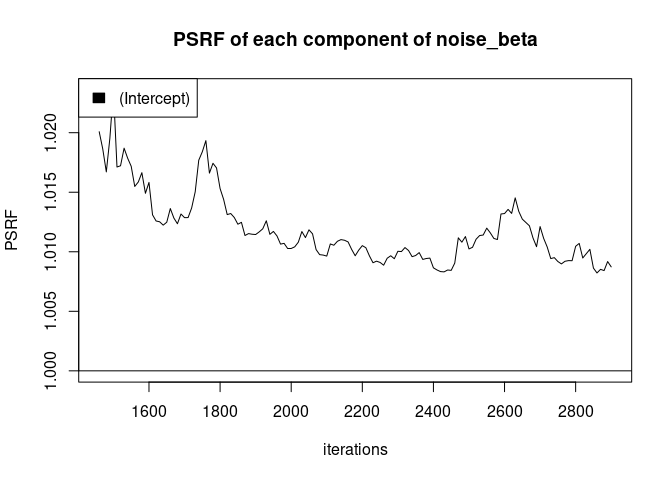 PSRF of each component of noise_beta
(Intercept)
PSRF
1.020
1.015
1.010
1.005
1.000
1600 1800 2000 2200 2400 2600 2800
iterations